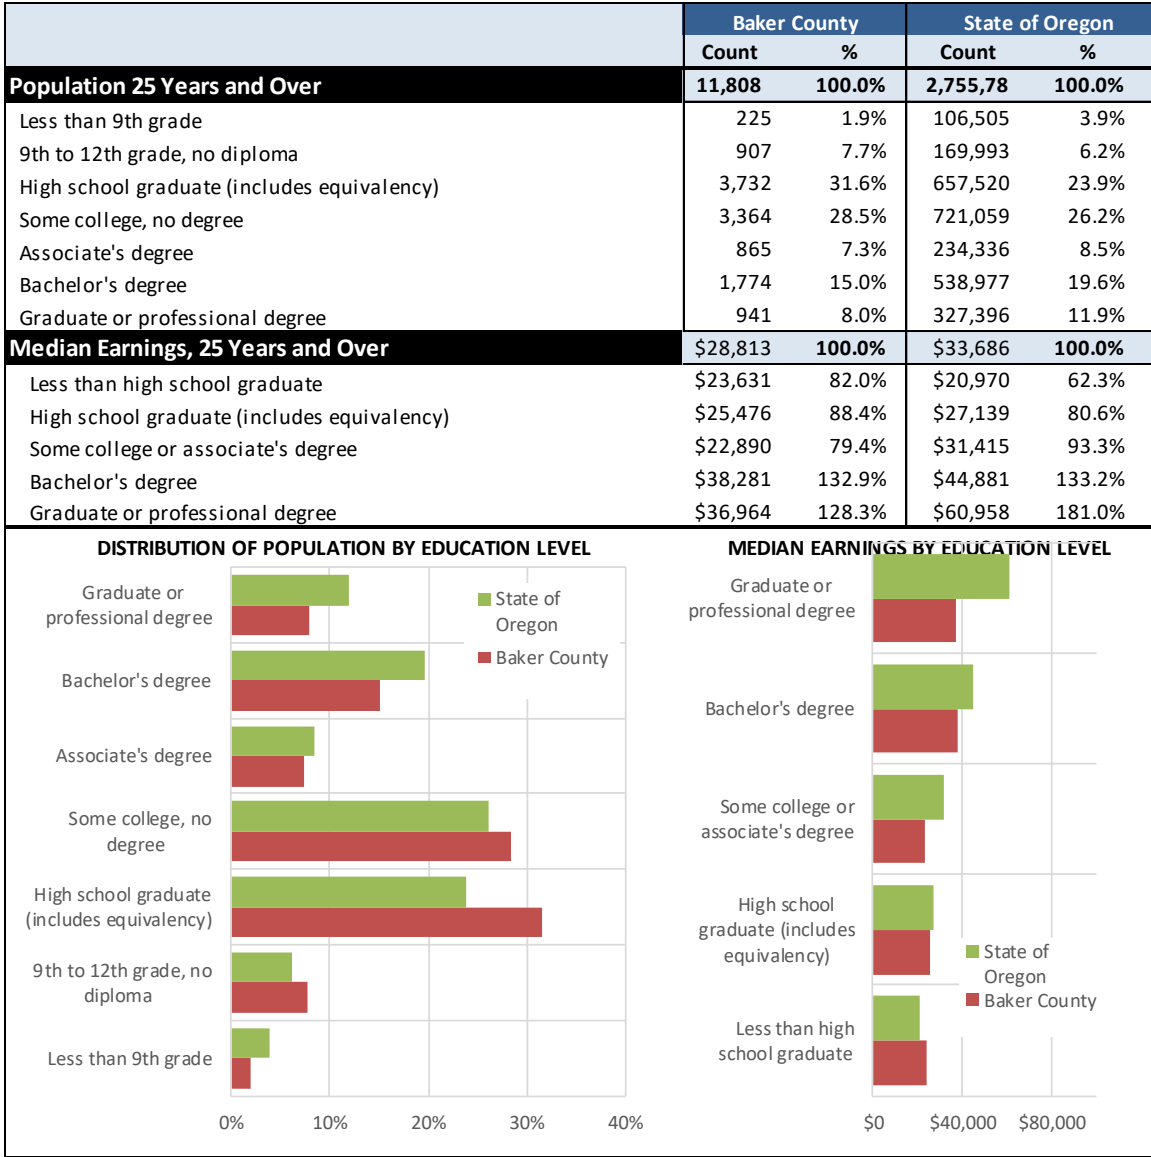 Baker County State of Oregon
Count % Count %
Population 25 Years and Over 11,808 100.0% 2,755,78 100.0%
Less than 9th grade 225 1.9% 106,505 3.9%
9th to 12th grade, no diploma 907 7.7% 169,993 6.2%
High school graduate (includes equivalency) 3,732 31.6% 657,520 23.9%
Some college, no degree 3,364 28.5% 721,059 26.2%
Associate's degree 865 7.3% 234,336 8.5%
Bachelor's degree 1,774 15.0% 538,977 19.6%
Graduate or professional degree 941 8.0% 327,396 11.9%
Median Earnings, 25 Years and Over $28,813 100.0% $33,686 100.0%
Less than high school graduate $23,631 82.0% $20,970 62.3%
High school graduate (includes equivalency) $25,476 88.4% $27,139 80.6%
Some college or associate's degree $22,890 79.4% $31,415 93.3%
Bachelor's degree $38,281 132.9% $44,881 133.2%
Graduate or professional degree $36,964 128.3% $60,958 181.0%
DISTRIBUTION OF POPULATION BY EDUCATION LEVEL
Graduate or
professional degree
Bachelor's degree
Associate's degree
Some college, no
degree
High school graduate
(includes equivalency)
9th to 12th grade, no
diploma
Less than 9th grade
State of
Oregon
Baker County
0% 10% 20% 30% 40%
MEDIAN EARNINGS BY EDUCATION LEVEL
Graduate or
professional degree
Bachelor's degree
Some college or
associate's degree
High school
graduate (includes
equivalency)
Less than high
school graduate
State of
Oregon
Baker County
$0 $40,000 $80,000